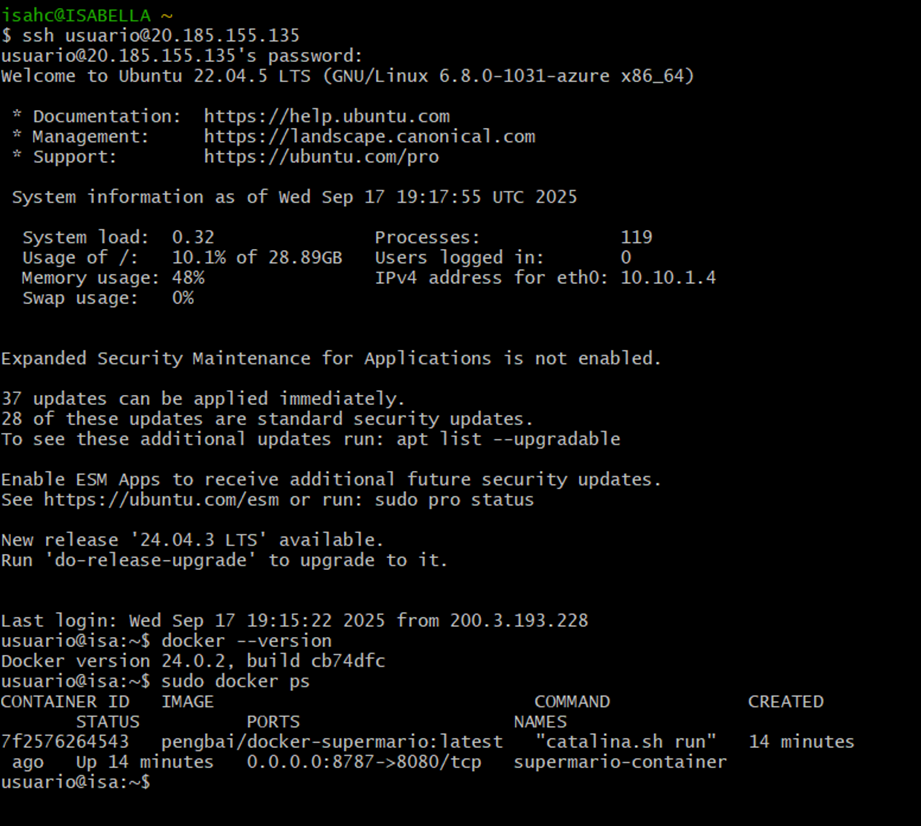 isahc@ISABELLA ~
$ ssh usuario@20.185.155.135
usuario@20.185.155.135's password:
Welcome to Ubuntu 22.04.5 LTS (GNU/Linux 6.8.0-1031-azure x86_64)
* Documentation:  https://help.ubuntu.com
* Management:     https://landscape.canonical.com
* Support:        https://ubuntu.com/pro
System information as of Wed Sep 17 19:17:55 UTC 2025
System load:  0.32               Processes:             119
Usage of /:   10.1% of 28.89GB   Users logged in:       0
Memory usage: 48%                IPv4 address for eth0: 10.10.1.4
Swap usage:   0%
Expanded Security Maintenance for Applications is not enabled.
37 updates can be applied immediately.
28 of these updates are standard security updates.
To see these additional updates run: apt list --upgradable
Enable ESM Apps to receive additional future security updates.
See https://ubuntu.com/esm or run: sudo pro status
New release '24.04.3 LTS' available.
Run 'do-release-upgrade' to upgrade to it.
Last login: Wed Sep 17 19:15:22 2025 from 200.3.193.228
usuario@isa:~$ docker --version
Docker version 24.0.2, build cb74dfc
usuario@isa:~$ sudo docker ps
CONTAINER ID   IMAGE                              COMMAND             CREATED
STATUS          PORTS                    NAMES
7f2576264543   pengbai/docker-supermario:latest   "catalina.sh run"   14 minutes
ago   Up 14 minutes   0.0.0.0:8787->8080/tcp   supermario-container
usuario@isa:~$